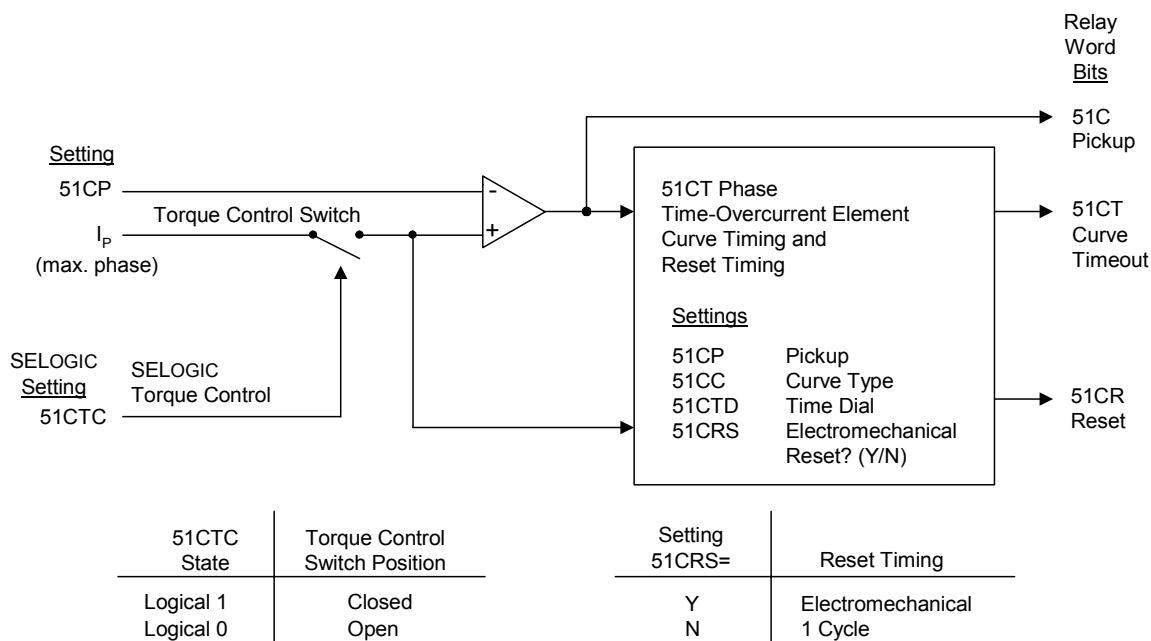 Relay
Word
Bits
51C
Pickup
Setting
51CP
Torque Control Switch
IP
(max. phase)
-
+
SELOGIC
Setting
51CTC
SELOGIC
Torque Control
51CT Phase
Time-Overcurrent Element
Curve Timing and
Reset Timing
Settings
51CP Pickup
51CC Curve Type
51CTD Time Dial
51CRS Electromechanical
Reset? (Y/N)
51CT
Curve
Timeout
51CR
Reset
51CTC
State
Torque Control
Switch Position
Logical 1 Closed
Logical 0 Open
Setting
51CRS=
Reset Timing
Y Electromechanical
N 1 Cycle